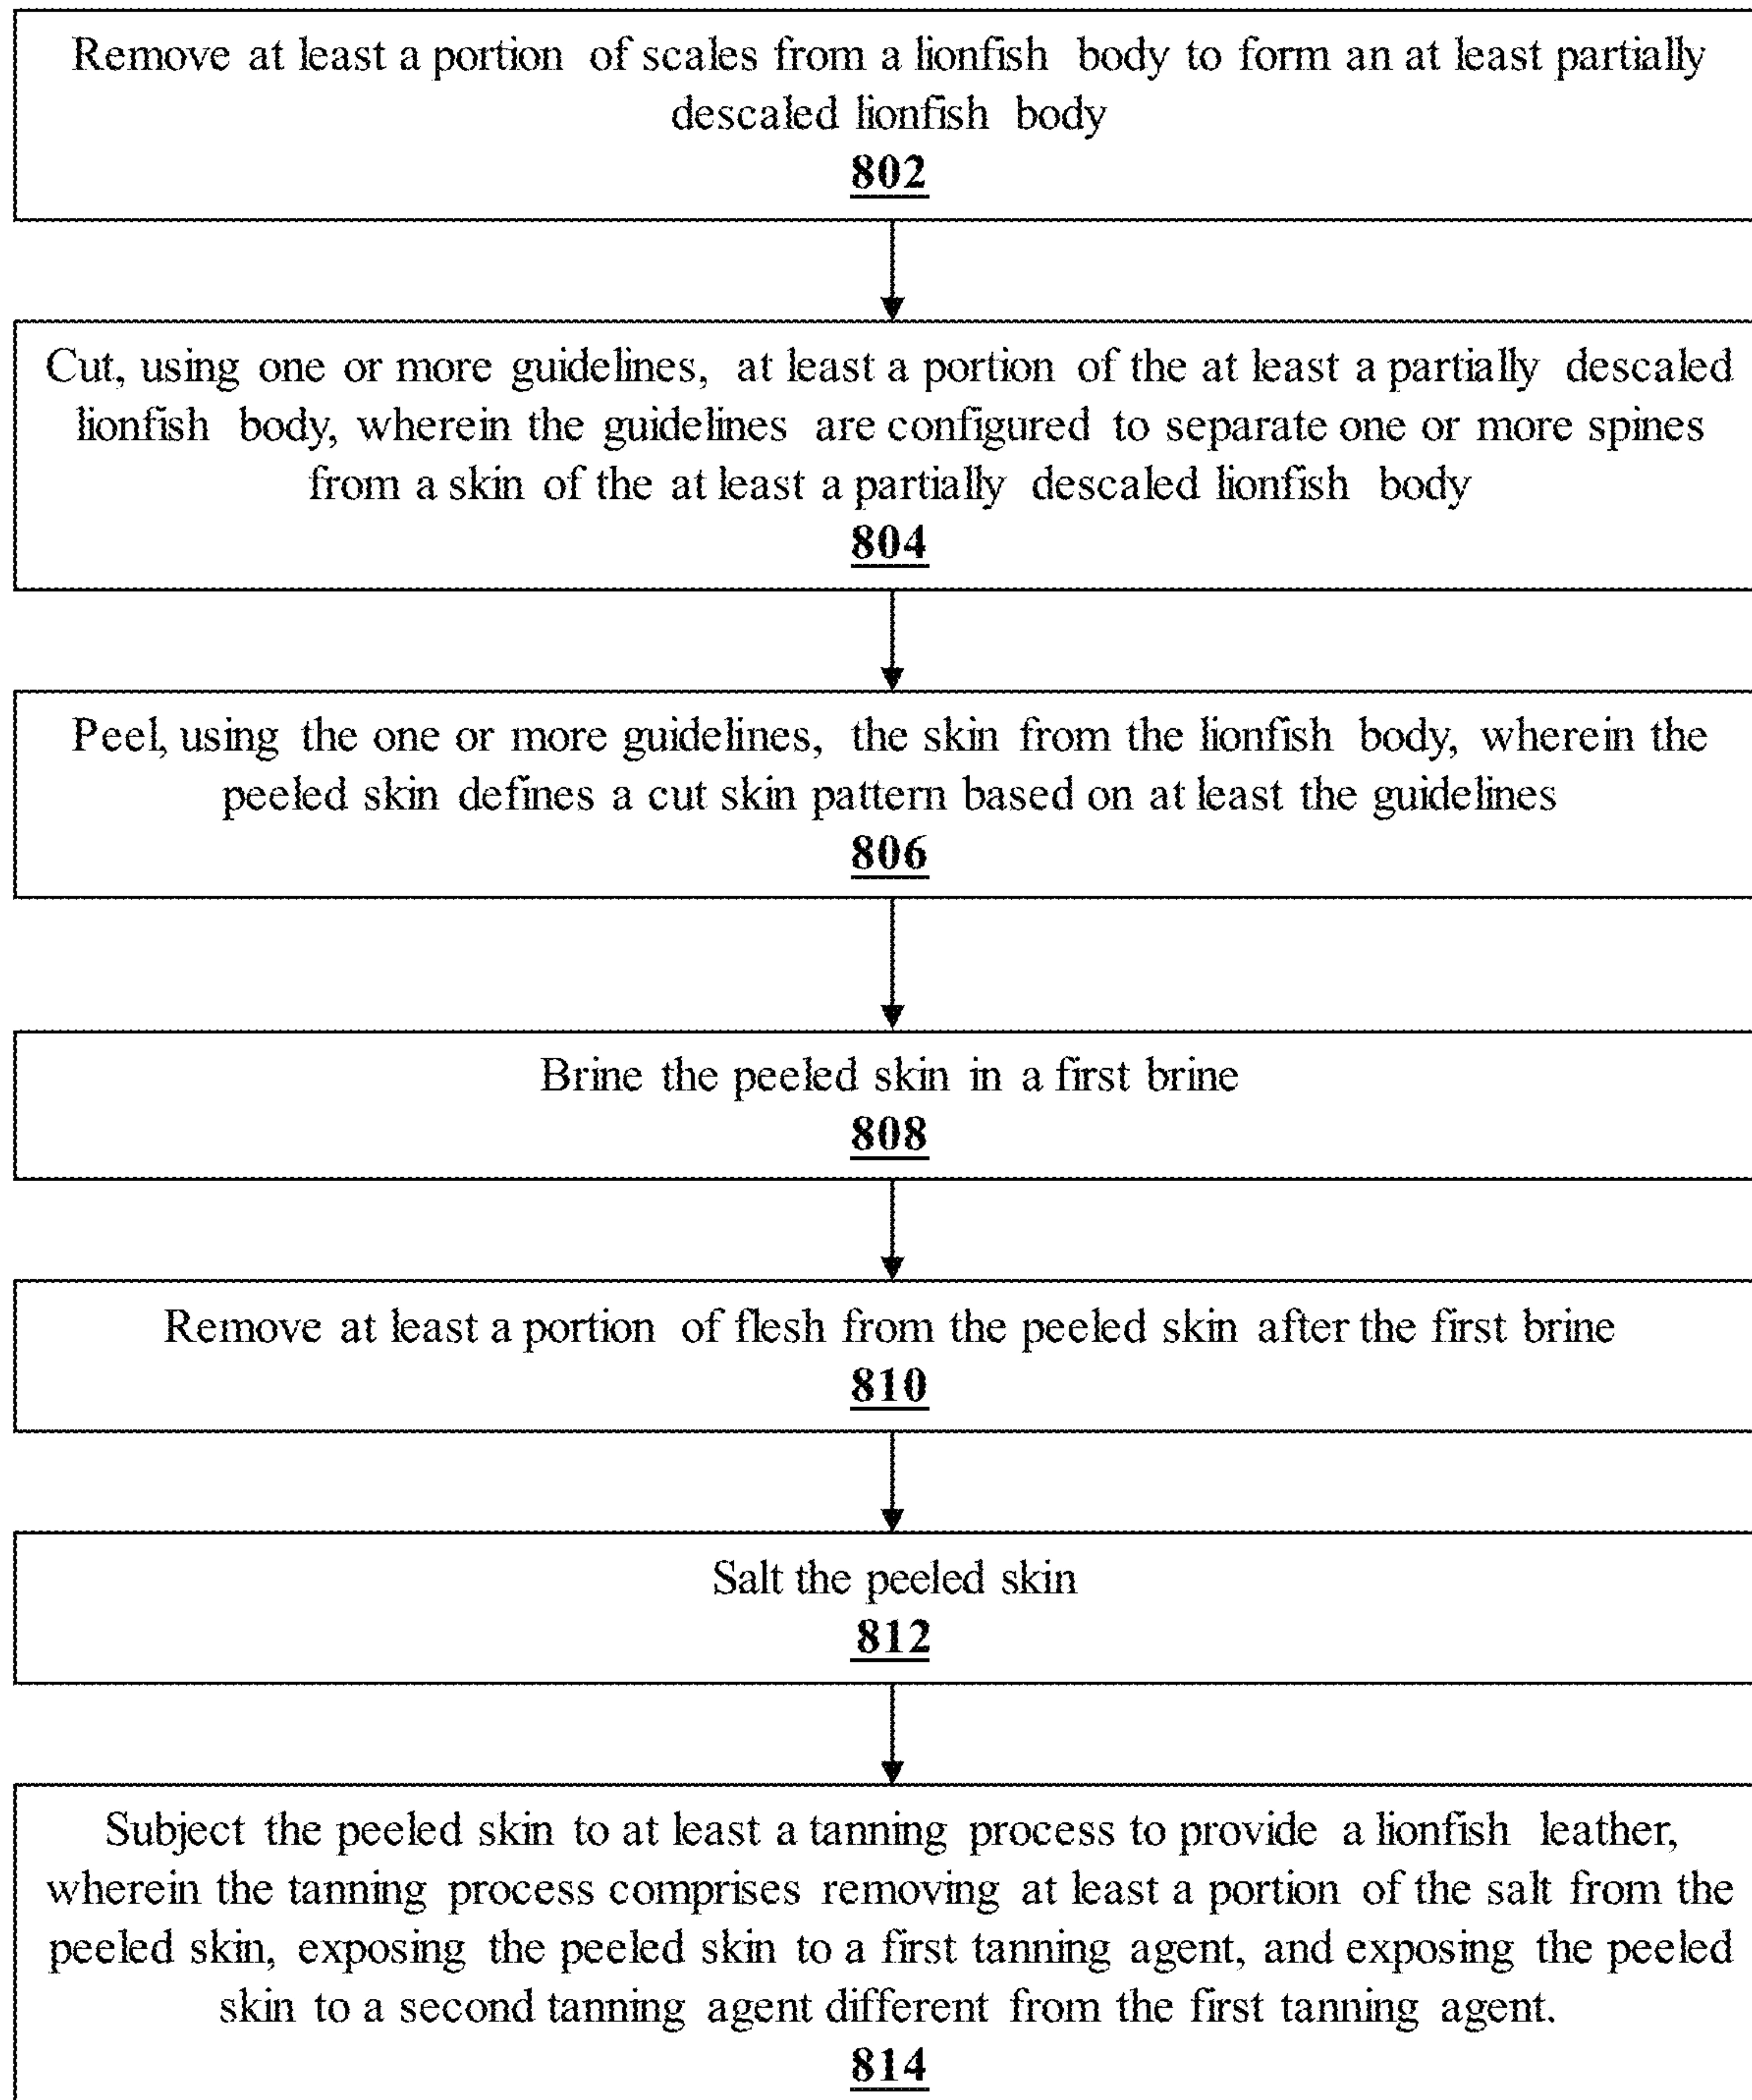 Remove at least a portion of scales from a lionfish body to form an at least partially
descaled lionfish body
802
Cut, using one or more guidelines, at least a portion of the at least a partially descaled
lionfish body, wherein the guidelines are configured to separate one or more spines
from a skin of the at least a partially descaled lionfish body
804
Peel, using the one or more guidelines, the skin from the lionfish body, wherein the
peeled skin defines a cut skin pattern based on at least the guidelines
806
Brine the peeled skin in a first brine
808
Remove at least a portion of flesh from the peeled skin after the first brine
810
Salt the peeled skin
812
Subject the peeled skin to at least a tanning process to provide a lionfish leather,
wherein the tanning process comprises removing at least a portion of the salt from the
peeled skin, exposing the peeled skin to a first tanning agent, and exposing the peeled
skin to a second tanning agent different from the first tanning agent.
814